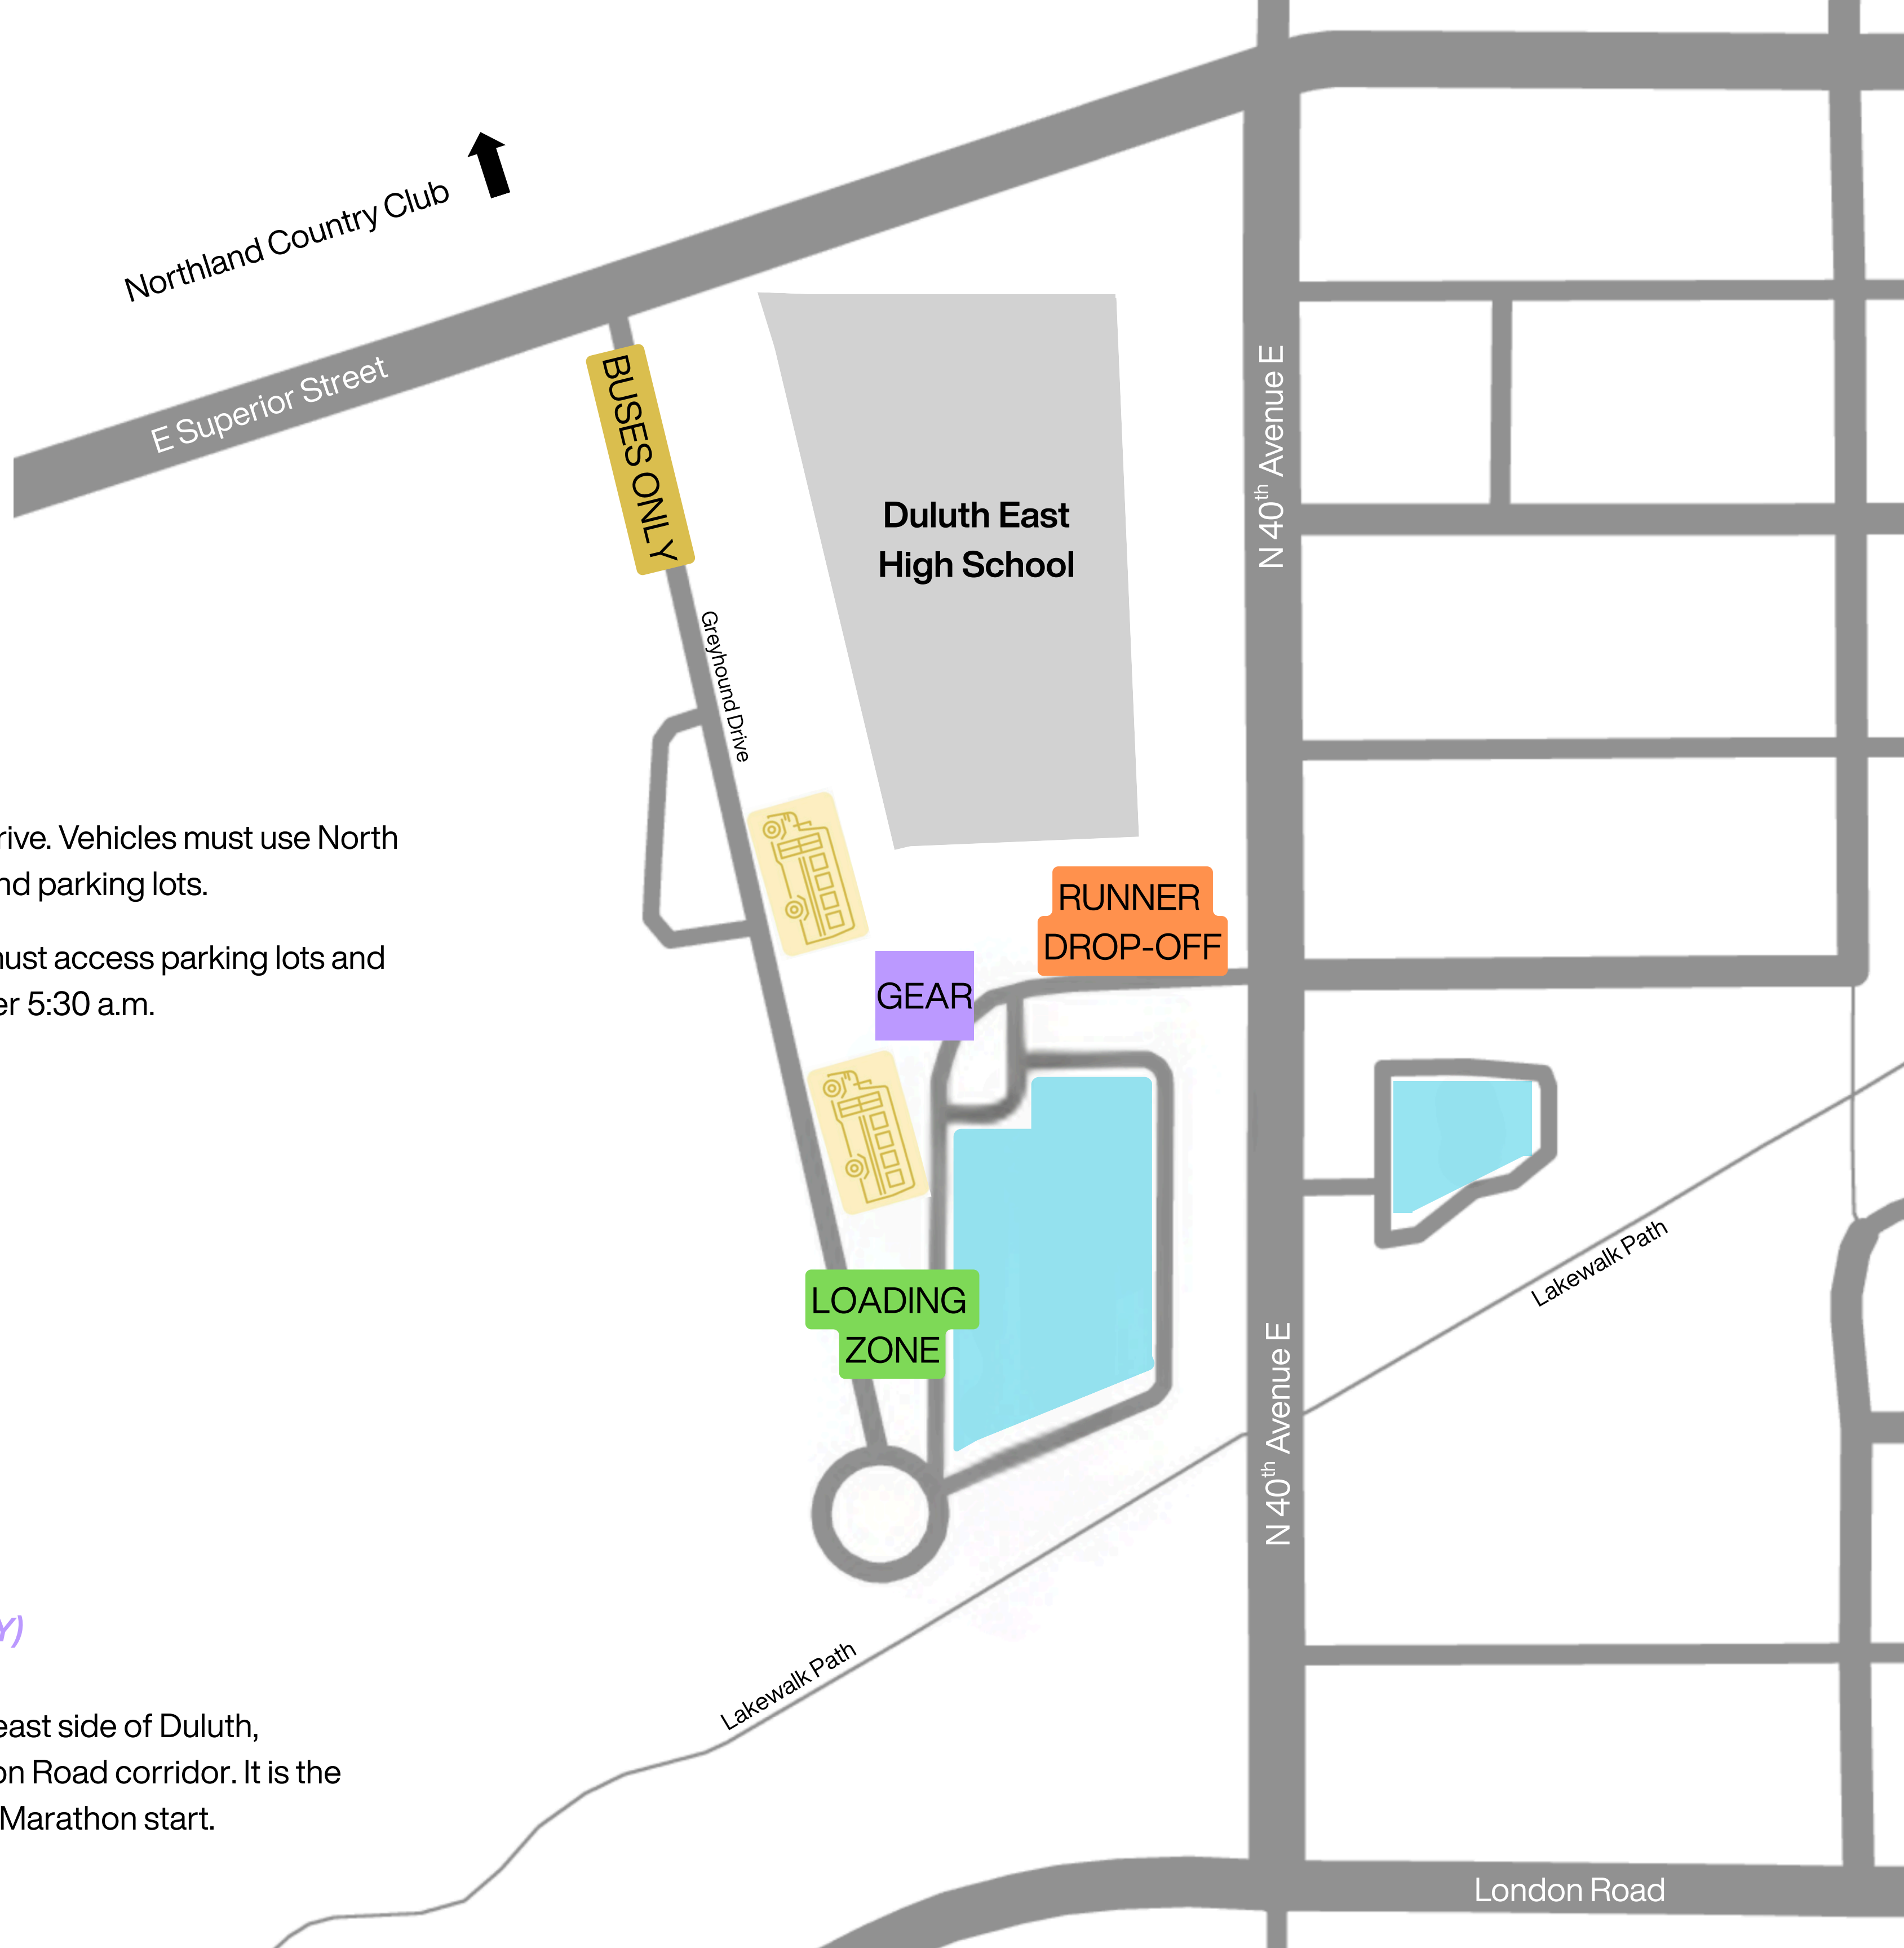 Northland Country Club
E Superior Street
BUSES ONLY
Greyhound Drive
Duluth East
High School
N 40th Avenue E
rive. Vehicles must use North
nd parking lots.
must access parking lots and
er 5:30 a.m.
RUNNER
DROP-OFF
GEAR
LOADING
ZONE
Lakewalk Path
N 40th Avenue E
Y)
Lakewalk Path
east side of Duluth,
on Road corridor. It is the
Marathon start.
London Road